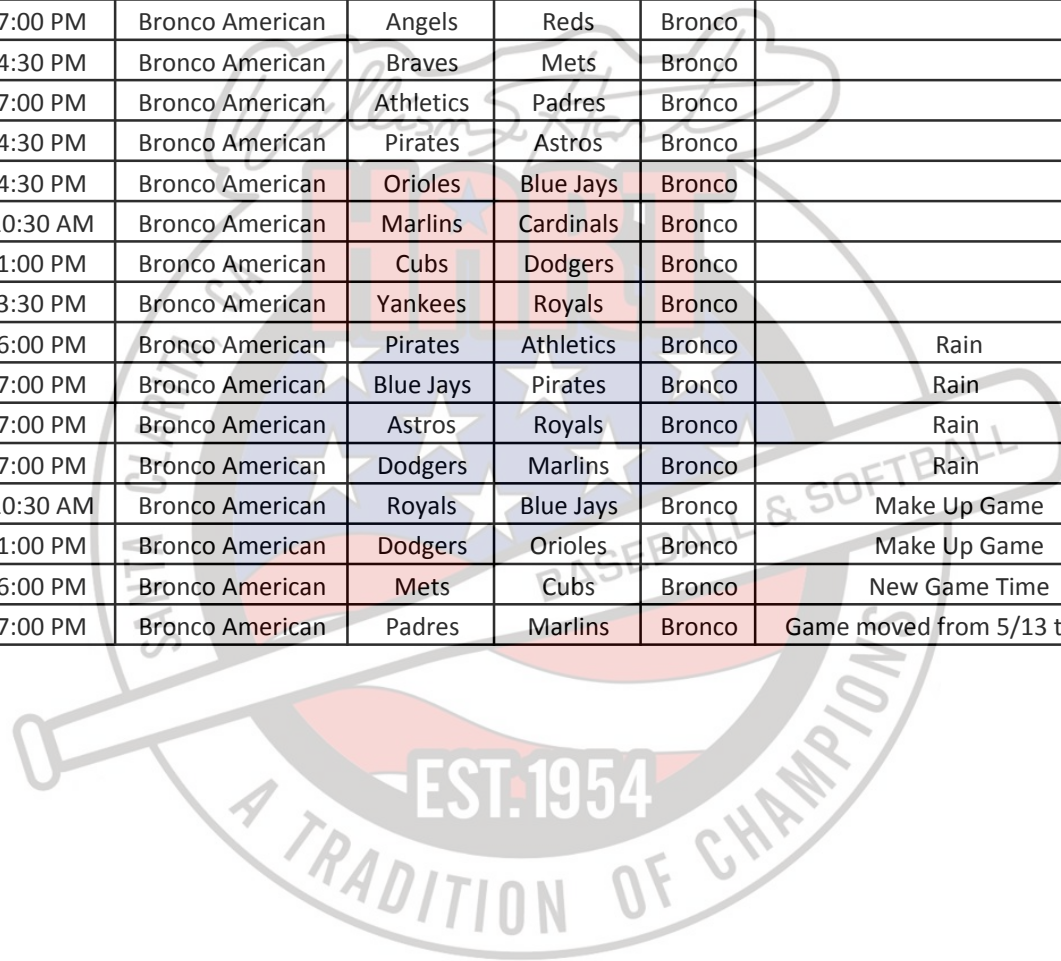 7:00 PM Bronco American Angels Reds Bronco
4:30 PM Bronco American Braves Mets Bronco
7:00 PM Bronco American Athletics Padres Bronco
4:30 PM Bronco American Pirates Astros Bronco
4:30 PM Bronco American Orioles Blue Jays Bronco
0:30 AM Bronco American Marlins Cardinals Bronco
1:00 PM Bronco American Cubs Dodgers Bronco
3:30 PM Bronco American Yankees Royals Bronco
6:00 PM Bronco American Pirates Athletics Bronco Rain
7:00 PM Bronco American Blue Jays Pirates Bronco Rain
7:00 PM Bronco American Astros Royals Bronco Rain
7:00 PM Bronco American Dodgers Marlins Bronco Rain
0:30 AM Bronco American Royals Blue Jays Bronco Make Up Game
1:00 PM Bronco American Dodgers Orioles Bronco Make Up Game
6:00 PM Bronco American Mets Cubs Bronco New Game Time
7:00 PM Bronco American Padres Marlins Bronco Game moved from 5/13 t
William S. Hart
HART
SANTA CLARITA, CA
BASEBALL & SOFTBALL
EST. 1954
A TRADITION OF CHAMPIONS